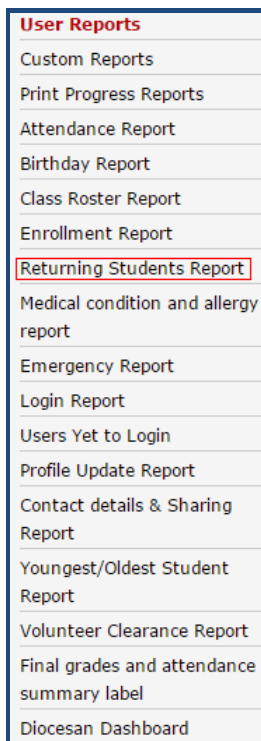 User Reports
Custom Reports
Print Progress Reports
Attendance Report
Birthday Report
Class Roster Report
Enrollment Report
Returning Students Report
Medical condition and allergy
report
Emergency Report
Login Report
Users Yet to Login
Profile Update Report
Contact details & Sharing
Report
Youngest/Oldest Student
Report
Volunteer Clearance Report
Final grades and attendance
summary label
Diocesan Dashboard